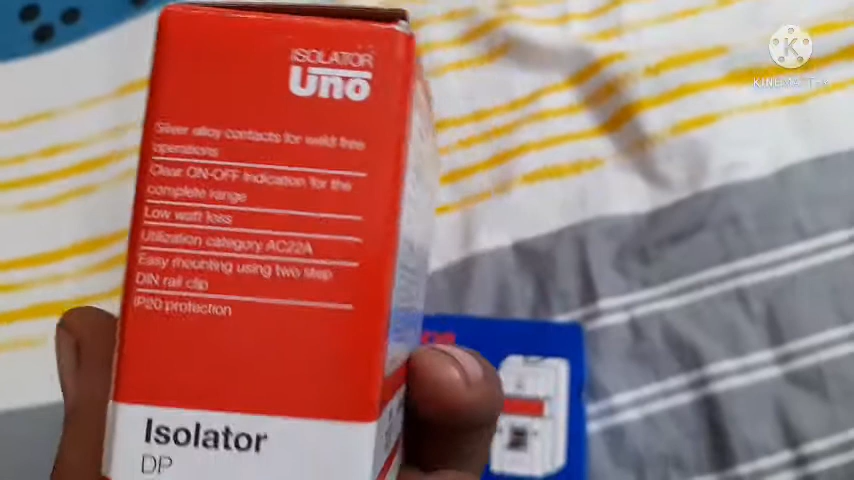 ISOLATOR
Uno
Silver alloy contacts for weld free
operations
Clear ON-OFF Indication for the
complete range
Low watt loss
Utilization category AC22A
Easy mounting using two step
DIN rail clip
IP20 protection
Isolator
DP
K
KINEMASTER